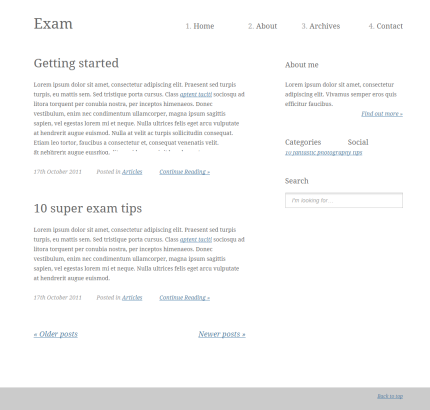 Exam
1. Home 2. About 3. Archives 4. Contact
Getting started
Lorem ipsum dolor sit amet, consectetur adipiscing elit. Praesent sed turpis
turpis, eu mattis sem. Sed tristique porta cursus. Class aptent taciti sociosqu ad
litora torquent per conubia nostra, per inceptos himenaeos. Donec
vestibulum, enim nec condimentum ullamcorper, magna ipsum sagittis
sapien, vel egestas lorem mi et neque. Nulla ultrices felis eget arcu vulputate
at hendrerit augue euismod. Nulla at velit ac turpis sollicitudin consequat.
Etiam leo tortor, faucibus a consectetur et, consequat venenatis velit.
hendrerit augue euismod.
17th October 2011 Posted in Articles Continue Reading »
10 super exam tips
Lorem ipsum dolor sit amet, consectetur adipiscing elit. Praesent sed turpis
turpis, eu mattis sem. Sed tristique porta cursus. Class aptent taciti sociosqu ad
litora torquent per conubia nostra, per inceptos himenaeos. Donec
vestibulum, enim nec condimentum ullamcorper, magna ipsum sagittis
sapien, vel egestas lorem mi et neque. Nulla ultrices felis eget arcu vulputate
at hendrerit augue euismod.
17th October 2011 Posted in Articles Continue Reading »
« Older posts Newer posts »
About me
Lorem ipsum dolor sit amet, consectetur
adipiscing elit. Vivamus semper eros quis
efficitur faucibus.
Find out more »
Categories Social
10 fantastic photography tips
Search
I'm looking for...
Back to top